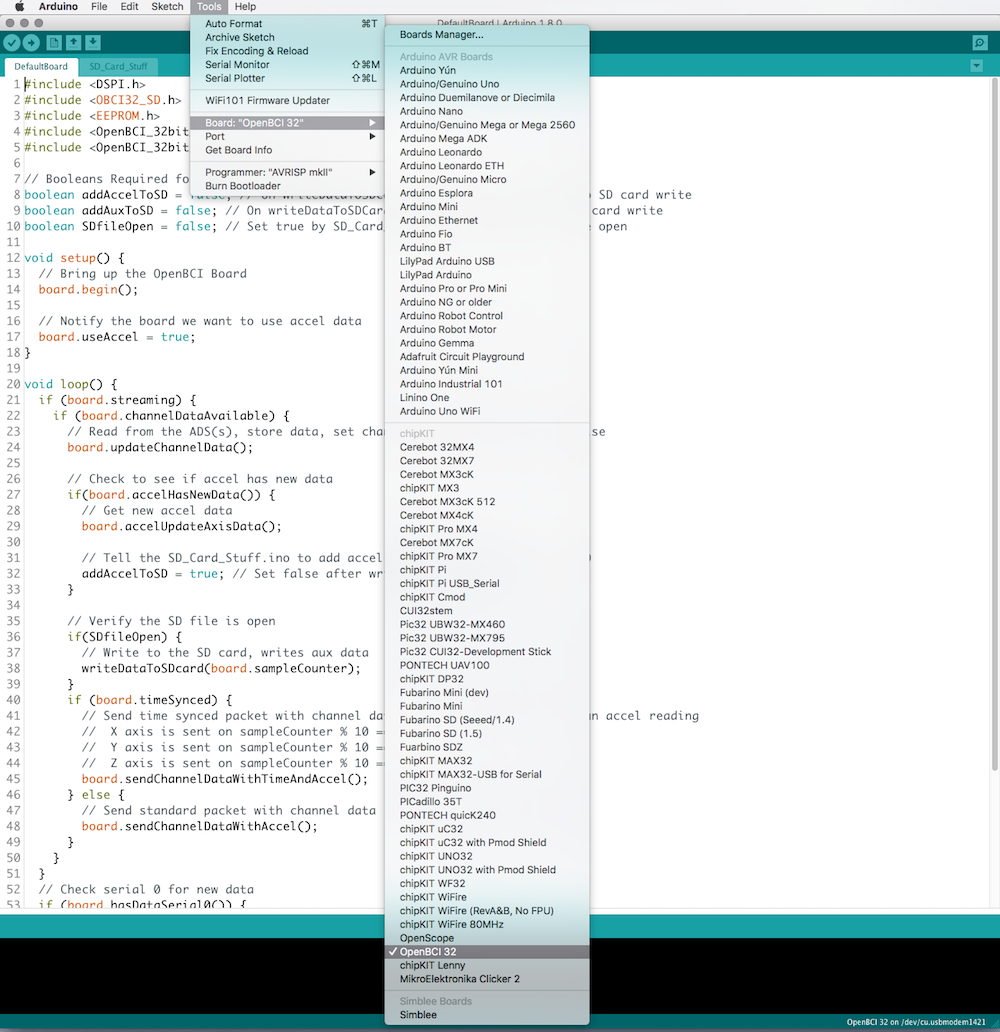 Arduino File Edit Sketch Tools Help
DefaultBoard | Arduino 1.8.0
Auto Format ⌘T
Archive Sketch
Fix Encoding & Reload
Serial Monitor ⇧⌘M
Serial Plotter ⇧⌘L
WiFi101 Firmware Updater
Board: "OpenBCI 32"
Port
Get Board Info
Programmer: "AVRISP mkII"
Burn Bootloader
Boards Manager...
Arduino AVR Boards
Arduino Yún
Arduino/Genuino Uno
Arduino Duemilanove or Diecimila
Arduino Nano
Arduino/Genuino Mega or Mega 2560
Arduino Mega ADK
Arduino Leonardo
Arduino Leonardo ETH
Arduino/Genuino Micro
Arduino Esplora
Arduino Mini
Arduino Ethernet
Arduino Fio
Arduino BT
LilyPad Arduino USB
LilyPad Arduino
Arduino Pro or Pro Mini
Arduino NG or older
Arduino Robot Control
Arduino Robot Motor
Arduino Gemma
Adafruit Circuit Playground
Arduino Yún Mini
Arduino Industrial 101
Linino One
Arduino Uno WiFi
chipKIT
Cerebot 32MX4
Cerebot 32MX7
Cerebot MX3cK
chipKIT MX3
Cerebot MX3cK 512
Cerebot MX4cK
chipKIT Pro MX4
Cerebot MX7cK
chipKIT Pro MX7
chipKIT Pi
chipKIT Pi USB_Serial
chipKIT Cmod
CUI32stem
Pic32 UBW32-MX460
Pic32 UBW32-MX795
Pic32 CUI32-Development Stick
PONTECH UAV100
chipKIT DP32
Fubarino Mini (dev)
Fubarino Mini
Fubarino SD (Seeed/1.4)
Fubarino SD (1.5)
Fuarbino SDZ
chipKIT MAX32
chipKIT MAX32-USB for Serial
PIC32 Pinguino
PICadillo 35T
PONTECH quicK240
chipKIT uC32
chipKIT uC32 with Pmod Shield
chipKIT UNO32
chipKIT UNO32 with Pmod Shield
chipKIT WF32
chipKIT WiFire
chipKIT WiFire (RevA&B, No FPU)
chipKIT WiFire 80MHz
OpenScope
✓ OpenBCI 32
chipKIT Lenny
MikroElektronika Clicker 2
Simblee Boards
Simblee
DefaultBoard SD_Card_Stuff
1 #include <DSPI.h>
2 #include <OBCI32_SD.h>
3 #include <EEPROM.h>
4 #include <OpenBCI_32bit
5 #include <OpenBCI_32bit
6
7 // Booleans Required fo
8 boolean addAccelToSD = SD card write
9 boolean addAuxToSD = false; // On writeDataToSDCar card write
10 boolean SDfileOpen = false; // Set true by SD_Card_ open
11
12 void setup() {
13 // Bring up the OpenBCI Board
14 board.begin();
15
16 // Notify the board we want to use accel data
17 board.useAccel = true;
18 }
19
20 void loop() {
21 if (board.streaming) {
22 if (board.channelDataAvailable) {
23 // Read from the ADS(s), store data, set cha se
24 board.updateChannelData();
25
26 // Check to see if accel has new data
27 if(board.accelHasNewData()) {
28 // Get new accel data
29 board.accelUpdateAxisData();
30
31 // Tell the SD_Card_Stuff.ino to add accel )
32 addAccelToSD = true; // Set false after wr
33 }
34
35 // Verify the SD file is open
36 if(SDfileOpen) {
37 // Write to the SD card, writes aux data
38 writeDataToSDcard(board.sampleCounter);
39 }
40 if (board.timeSynced) {
41 // Send time synced packet with channel da n accel reading
42 // X axis is sent on sampleCounter % 10 ==
43 // Y axis is sent on sampleCounter % 10 ==
44 // Z axis is sent on sampleCounter % 10 ==
45 board.sendChannelDataWithTimeAndAccel();
46 } else {
47 // Send standard packet with channel data
48 board.sendChannelDataWithAccel();
49 }
50 }
51 }
52 // Check serial 0 for new data
53 if (board.hasDataSerial0()) {
OpenBCI 32 on /dev/cu.usbmodem1421